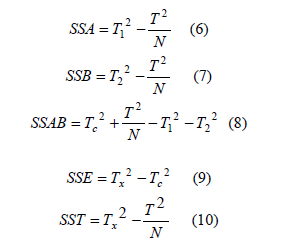 SSA = T₁² − T²/N (6)
SSB = T₂² − T²/N (7)
SSAB = T_c² + T²/N − T₁² − T₂² (8)
SSE = T_x² − T_c² (9)
SST = T_x² − T²/N (10)